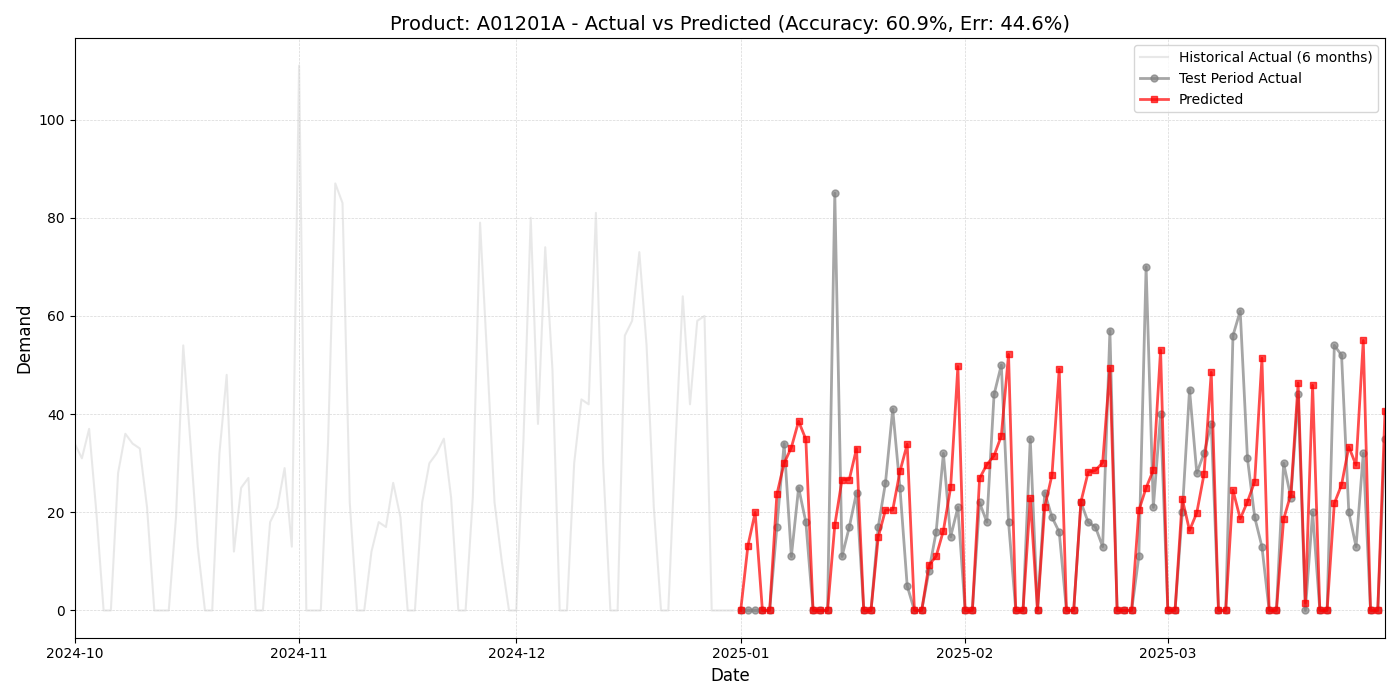 Product: A01201A - Actual vs Predicted (Accuracy: 60.9%, Err: 44.6%)
Historical Actual (6 months)
Test Period Actual
Predicted
Demand
100
80
60
40
20
0
2024-10
2024-11
2024-12
2025-01
2025-02
2025-03
Date